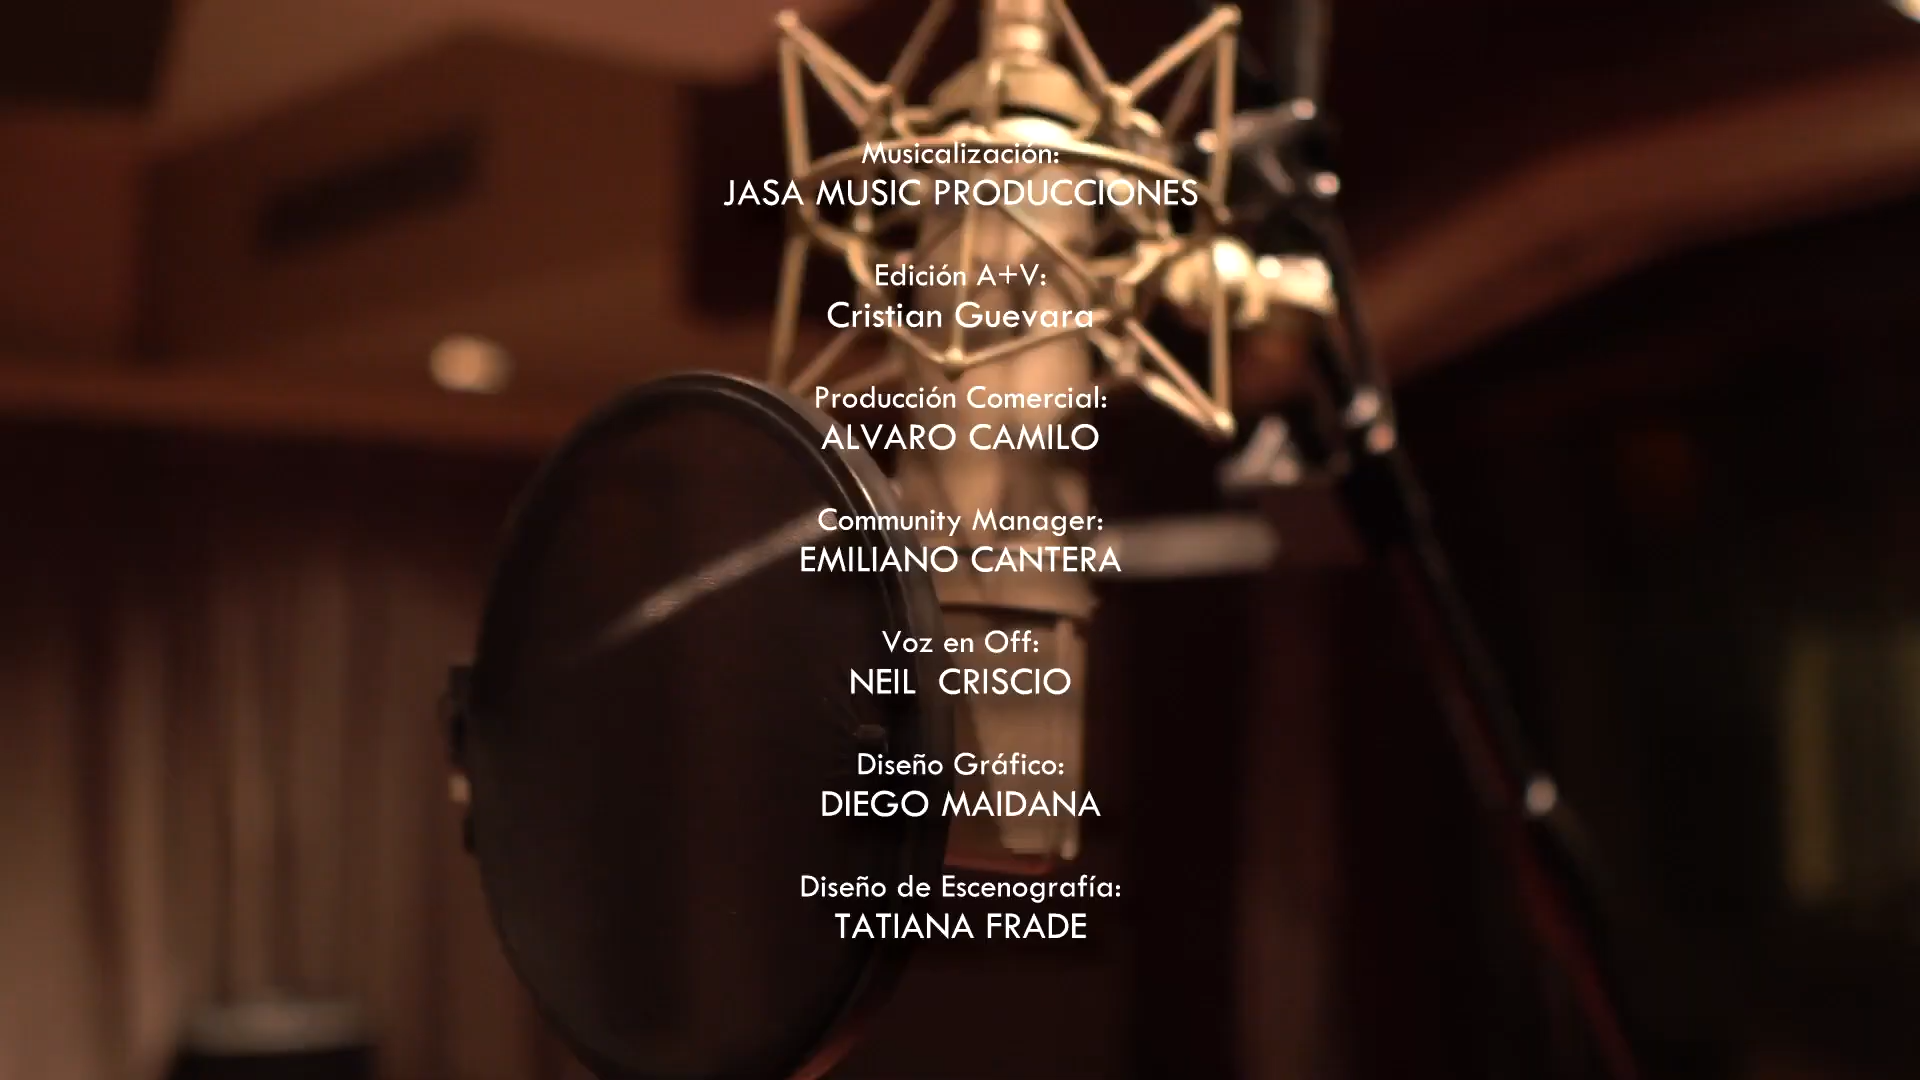 Musicalización:
JASA MUSIC PRODUCCIONES
Edición A+V:
Cristian Guevara
Producción Comercial:
ALVARO CAMILO
Community Manager:
EMILIANO CANTERA
Voz en Off:
NEIL  CRISCIO
Diseño Gráfico:
DIEGO MAIDANA
Diseño de Escenografía:
TATIANA FRADE